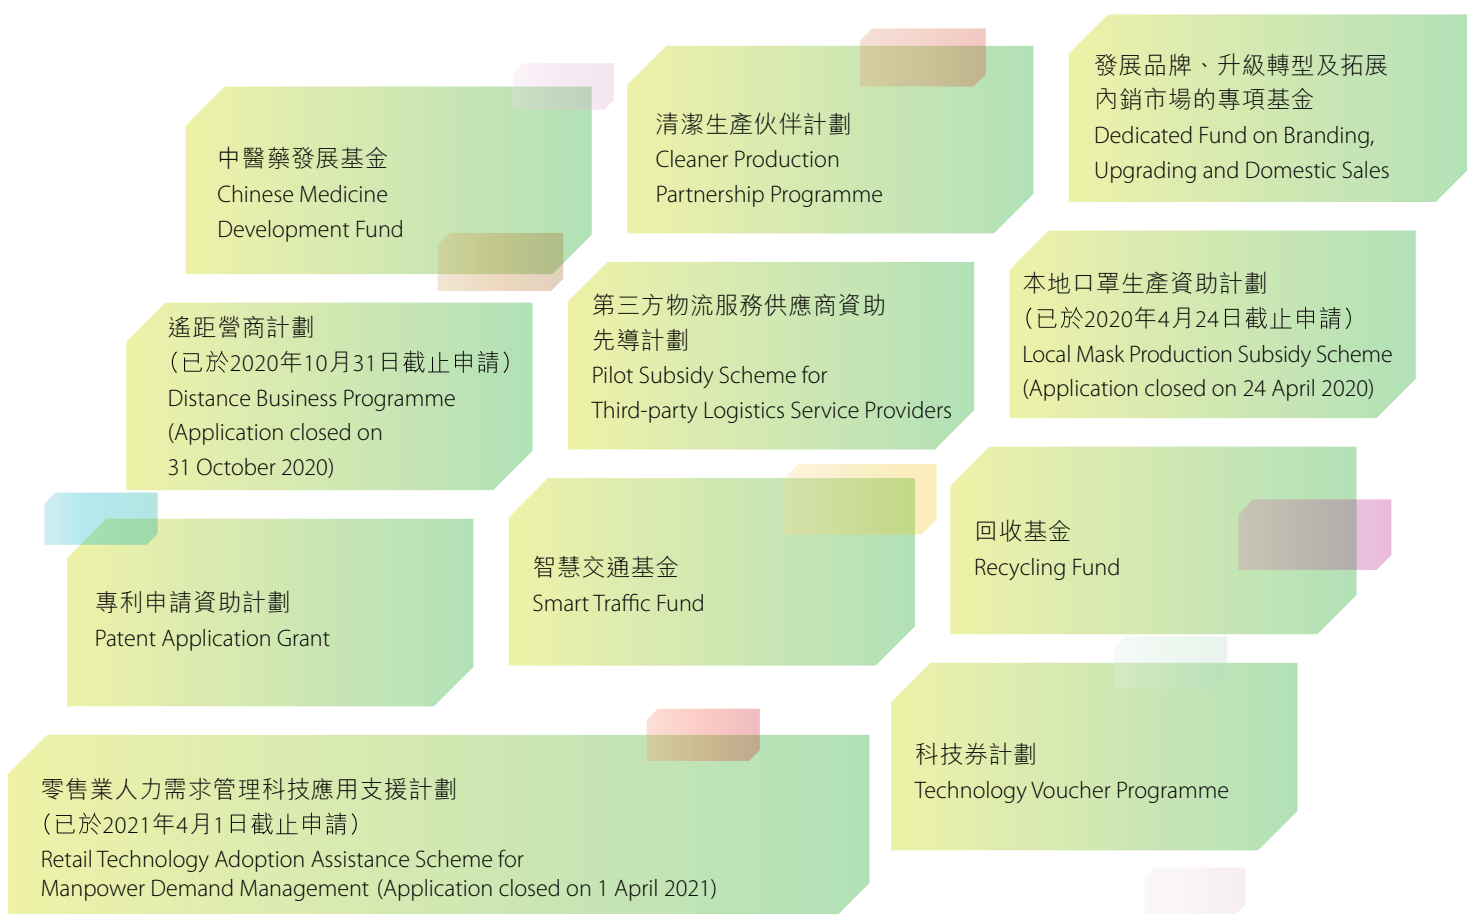 中醫藥發展基金
Chinese Medicine
Development Fund
清潔生產伙伴計劃
Cleaner Production
Partnership Programme
發展品牌、升級轉型及拓展
內銷市場的專項基金
Dedicated Fund on Branding,
Upgrading and Domestic Sales
遙距營商計劃
（已於2020年10月31日截止申請）
Distance Business Programme
(Application closed on
31 October 2020)
第三方物流服務供應商資助
先導計劃
Pilot Subsidy Scheme for
Third-party Logistics Service Providers
本地口罩生產資助計劃
（已於2020年4月24日截止申請）
Local Mask Production Subsidy Scheme
(Application closed on 24 April 2020)
專利申請資助計劃
Patent Application Grant
智慧交通基金
Smart Traffic Fund
回收基金
Recycling Fund
零售業人力需求管理科技應用支援計劃
（已於2021年4月1日截止申請）
Retail Technology Adoption Assistance Scheme for
Manpower Demand Management (Application closed on 1 April 2021)
科技券計劃
Technology Voucher Programme